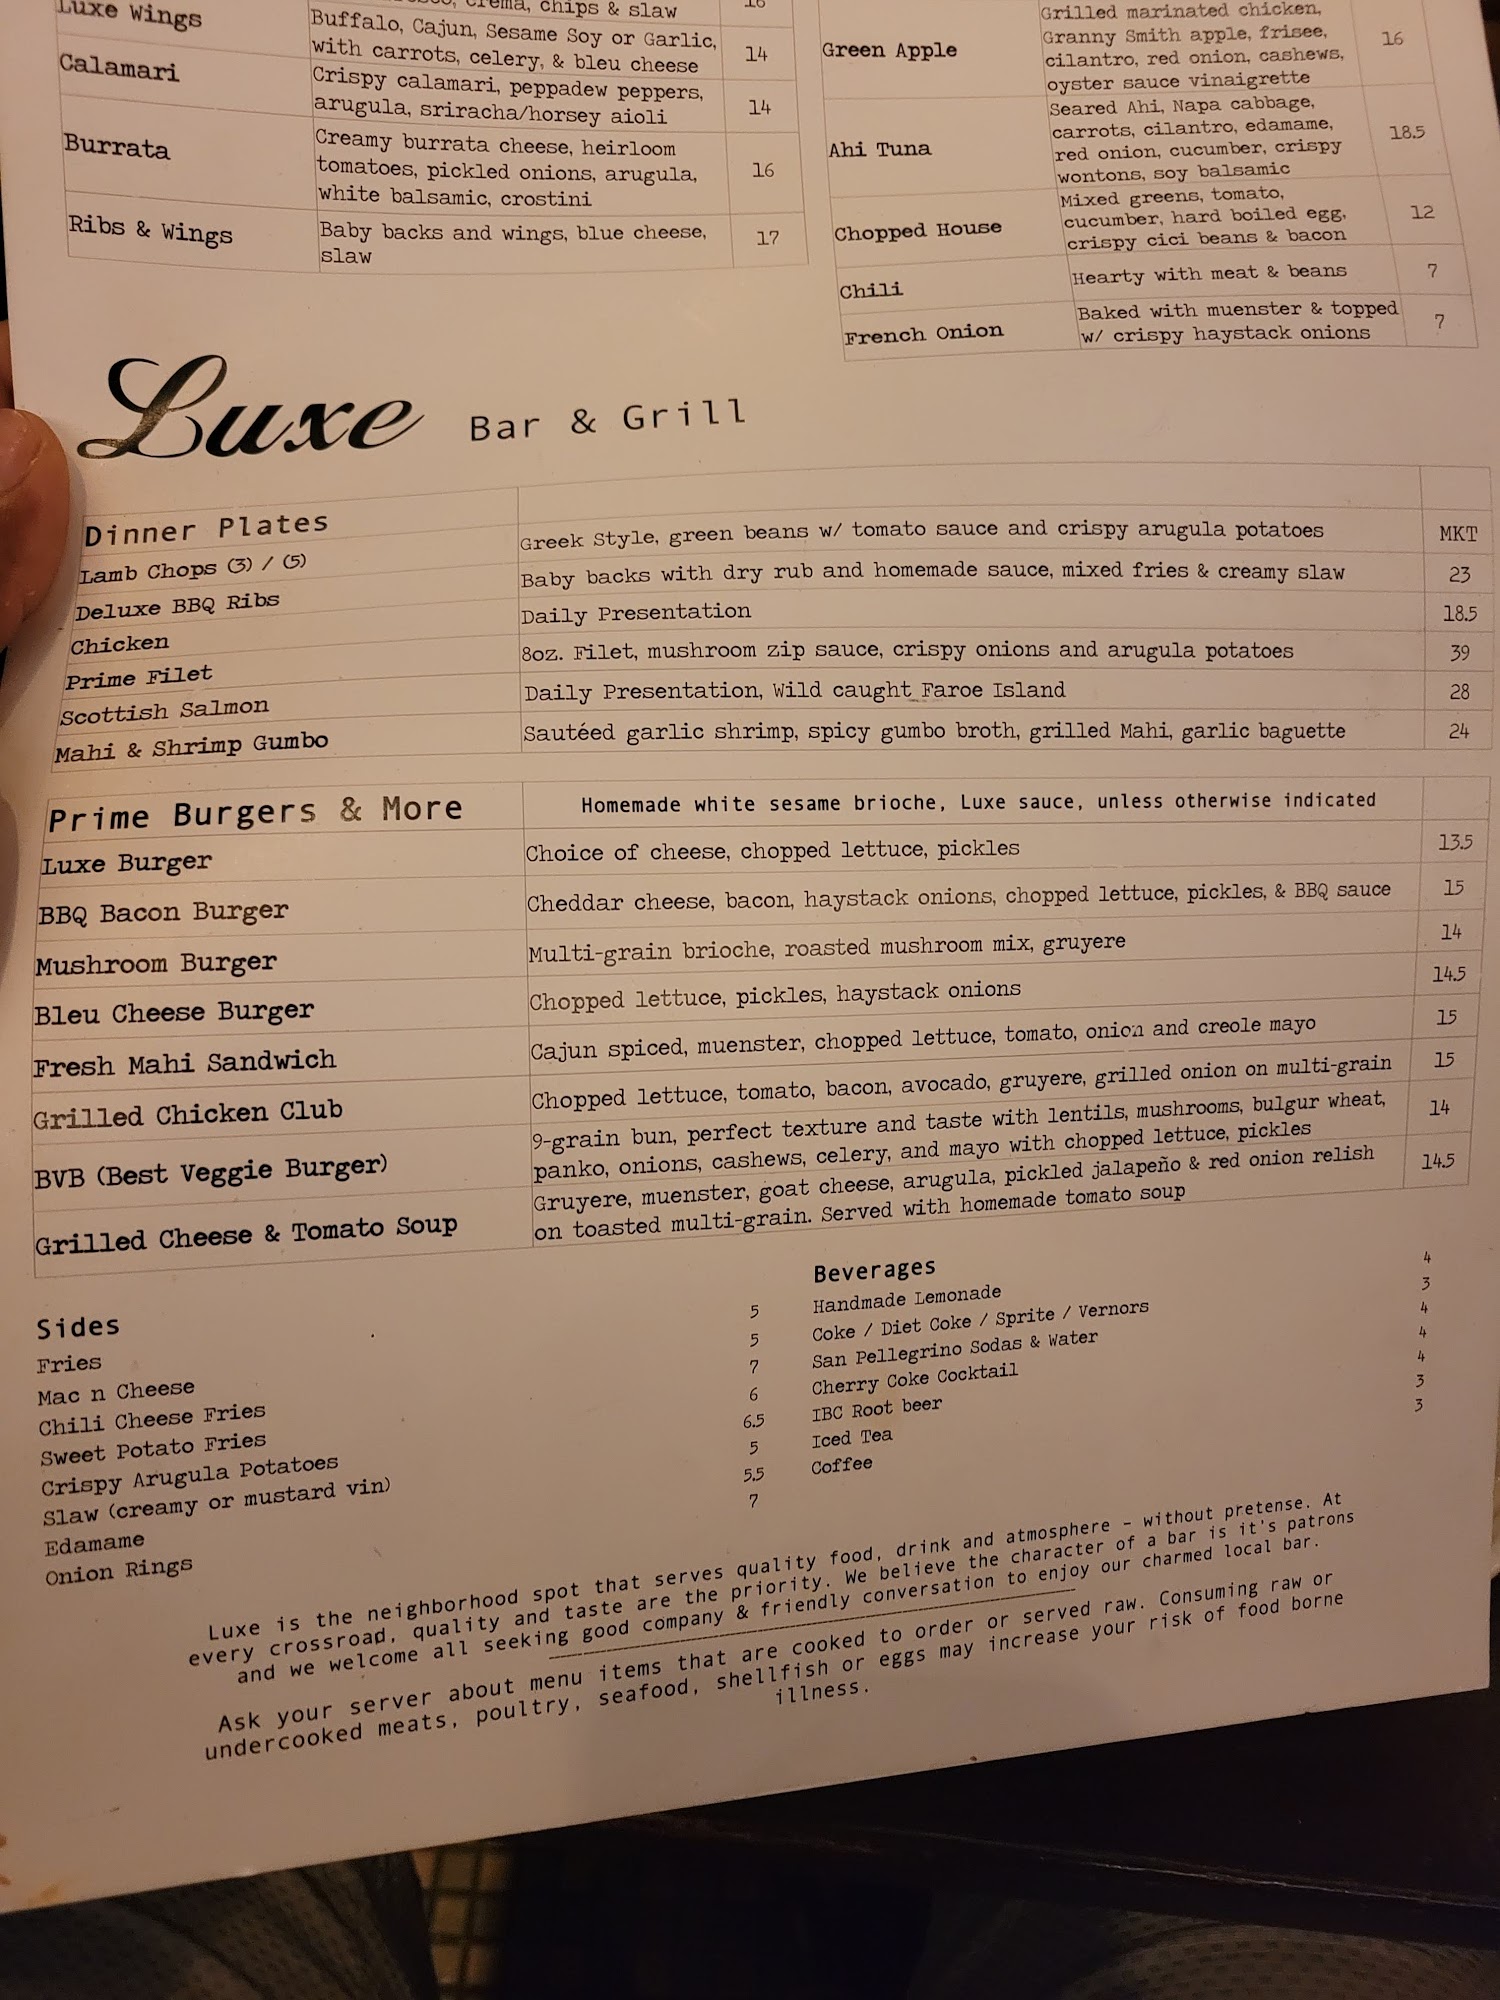 crema, chips & slaw 16
Luxe Wings Buffalo, Cajun, Sesame Soy or Garlic,
with carrots, celery, & bleu cheese 14
Calamari Crispy calamari, peppadew peppers,
arugula, sriracha/horsey aioli 14
Burrata Creamy burrata cheese, heirloom
tomatoes, pickled onions, arugula,
white balsamic, crostini 16
Ribs & Wings Baby backs and wings, blue cheese,
slaw 17
Green Apple Grilled marinated chicken,
Granny Smith apple, frisee,
cilantro, red onion, cashews,
oyster sauce vinaigrette 16
Ahi Tuna Seared Ahi, Napa cabbage,
carrots, cilantro, edamame,
red onion, cucumber, crispy
wontons, soy balsamic 18.5
Chopped House Mixed greens, tomato,
cucumber, hard boiled egg,
crispy cici beans & bacon 12
Chili Hearty with meat & beans 7
French Onion Baked with muenster & topped
w/ crispy haystack onions 7
Luxe Bar & Grill
Dinner Plates
Lamb Chops (3) / (5) Greek Style, green beans w/ tomato sauce and crispy arugula potatoes MKT
Deluxe BBQ Ribs Baby backs with dry rub and homemade sauce, mixed fries & creamy slaw 23
Chicken Daily Presentation 18.5
Prime Filet 8oz. Filet, mushroom zip sauce, crispy onions and arugula potatoes 39
Scottish Salmon Daily Presentation, Wild caught Faroe Island 28
Mahi & Shrimp Gumbo Sautéed garlic shrimp, spicy gumbo broth, grilled Mahi, garlic baguette 24
Prime Burgers & More Homemade white sesame brioche, Luxe sauce, unless otherwise indicated
Luxe Burger Choice of cheese, chopped lettuce, pickles 13.5
BBQ Bacon Burger Cheddar cheese, bacon, haystack onions, chopped lettuce, pickles, & BBQ sauce 15
Mushroom Burger Multi-grain brioche, roasted mushroom mix, gruyere 14
Bleu Cheese Burger Chopped lettuce, pickles, haystack onions 14.5
Fresh Mahi Sandwich Cajun spiced, muenster, chopped lettuce, tomato, onion and creole mayo 15
Grilled Chicken Club Chopped lettuce, tomato, bacon, avocado, gruyere, grilled onion on multi-grain 15
BVB (Best Veggie Burger) 9-grain bun, perfect texture and taste with lentils, mushrooms, bulgur wheat,
panko, onions, cashews, celery, and mayo with chopped lettuce, pickles 14
Grilled Cheese & Tomato Soup Gruyere, muenster, goat cheese, arugula, pickled jalapeño & red onion relish
on toasted multi-grain. Served with homemade tomato soup 14.5
Sides
Fries 5
Mac n Cheese 5
Chili Cheese Fries 7
Sweet Potato Fries 6
Crispy Arugula Potatoes 6.5
Slaw (creamy or mustard vin) 5
Edamame 5.5
Onion Rings 7
Beverages
Handmade Lemonade 4
Coke / Diet Coke / Sprite / Vernors 3
San Pellegrino Sodas & Water 4
Cherry Coke Cocktail 4
IBC Root beer 4
Iced Tea 3
Coffee 3
Luxe is the neighborhood spot that serves quality food, drink and atmosphere - without pretense. At
every crossroad, quality and taste are the priority. We believe the character of a bar is it's patrons
and we welcome all seeking good company & friendly conversation to enjoy our charmed local bar.
Ask your server about menu items that are cooked to order or served raw. Consuming raw or
undercooked meats, poultry, seafood, shellfish or eggs may increase your risk of food borne
illness.